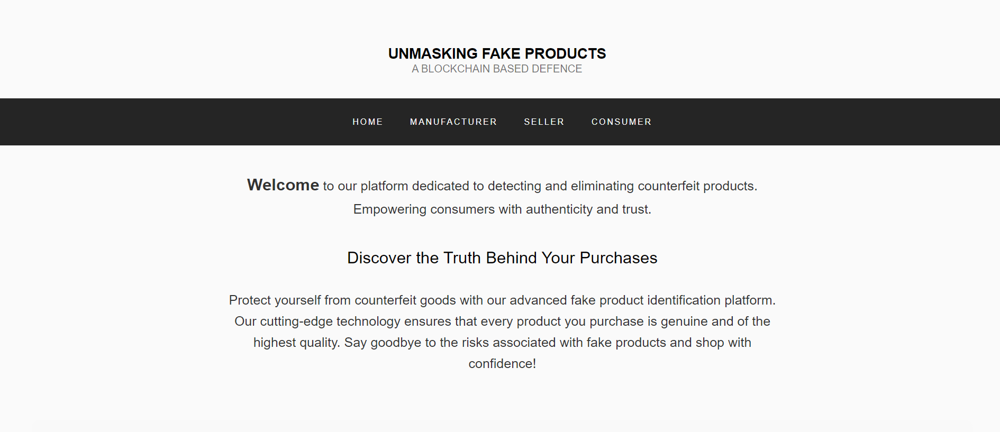 UNMASKING FAKE PRODUCTS
A BLOCKCHAIN BASED DEFENCE
HOME MANUFACTURER SELLER CONSUMER
Welcome to our platform dedicated to detecting and eliminating counterfeit products.
Empowering consumers with authenticity and trust.
Discover the Truth Behind Your Purchases
Protect yourself from counterfeit goods with our advanced fake product identification platform.
Our cutting-edge technology ensures that every product you purchase is genuine and of the
highest quality. Say goodbye to the risks associated with fake products and shop with
confidence!